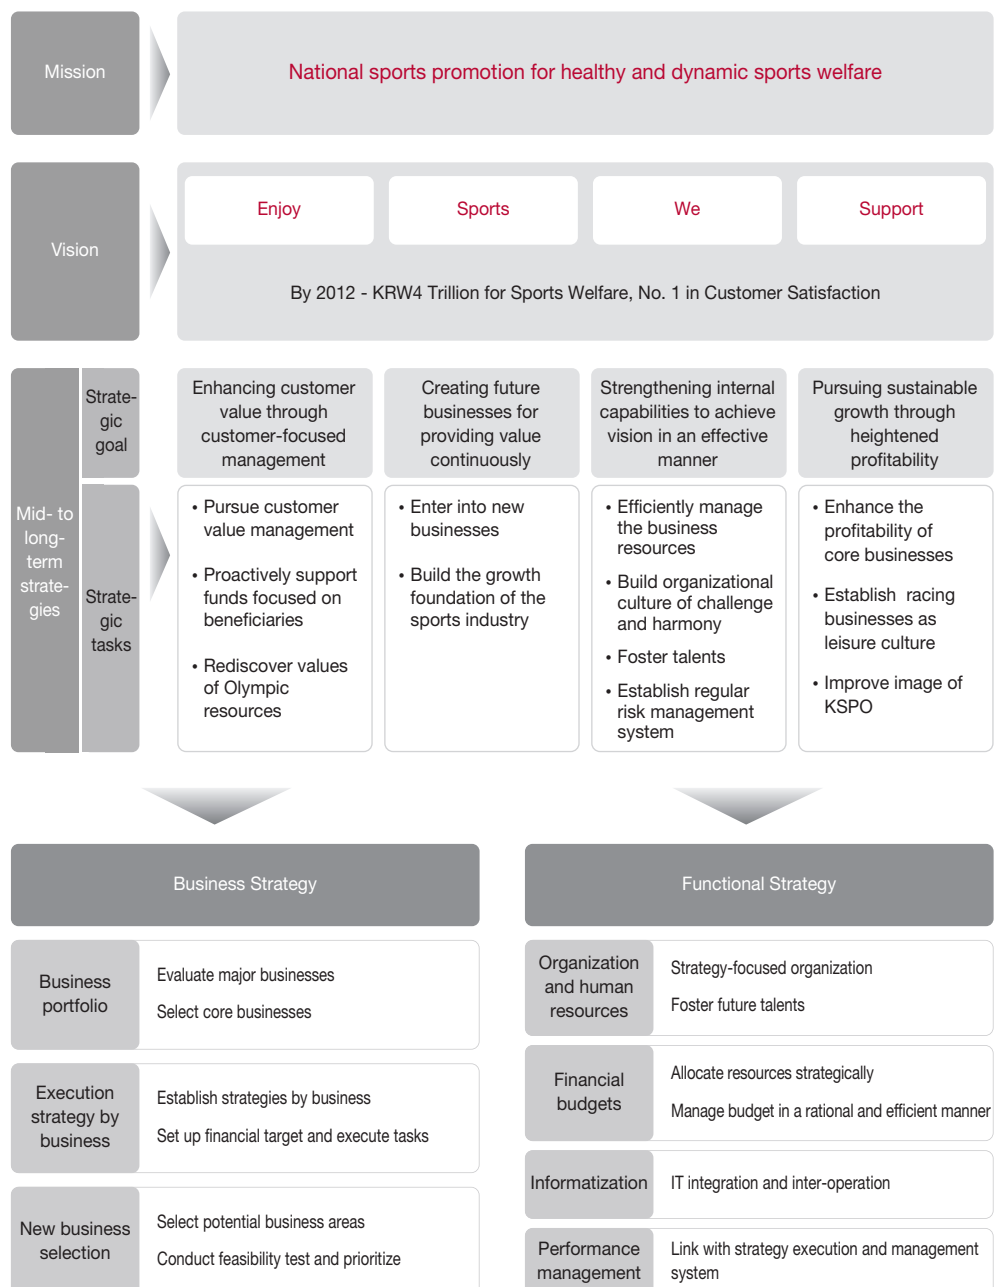 Mission
National sports promotion for healthy and dynamic sports welfare
Vision
Enjoy
Sports
We
Support
By 2012 - KRW4 Trillion for Sports Welfare, No. 1 in Customer Satisfaction
Mid- to
long-
term
strate-
gies
Strate-
gic
goal
Enhancing customer
value through
customer-focused
management
Creating future
businesses for
providing value
continuously
Strengthening internal
capabilities to achieve
vision in an effective
manner
Pursuing sustainable
growth through
heightened
profitability
Strate-
gic
tasks
• Pursue customer
value management
• Proactively support
funds focused on
beneficiaries
• Rediscover values
of Olympic
resources
• Enter into new
businesses
• Build the growth
foundation of the
sports industry
• Efficiently manage
the business
resources
• Build organizational
culture of challenge
and harmony
• Foster talents
• Establish regular
risk management
system
• Enhance the
profitability of
core businesses
• Establish racing
businesses as
leisure culture
• Improve image of
KSPO
Business Strategy
Business
portfolio
Evaluate major businesses
Select core businesses
Execution
strategy by
business
Establish strategies by business
Set up financial target and execute tasks
New business
selection
Select potential business areas
Conduct feasibility test and prioritize
Functional Strategy
Organization
and human
resources
Strategy-focused organization
Foster future talents
Financial
budgets
Allocate resources strategically
Manage budget in a rational and efficient manner
Informatization
IT integration and inter-operation
Performance
management
Link with strategy execution and management
system